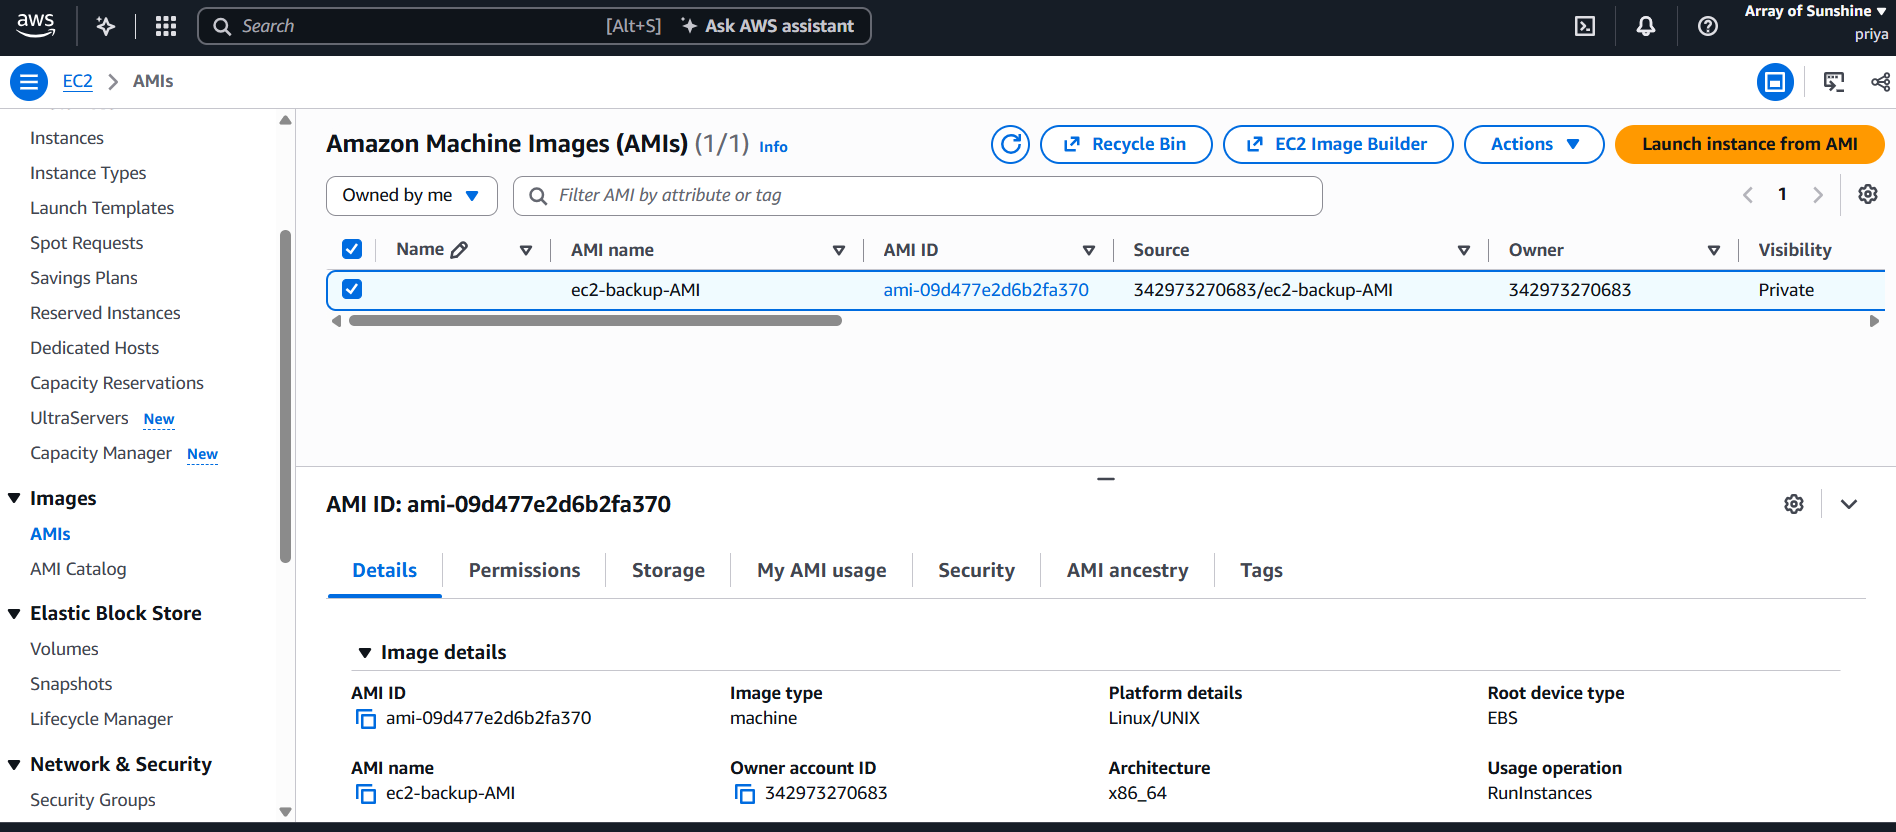 aws
Search [Alt+S] Ask AWS assistant
Array of Sunshine
priya
EC2 AMIs
Instances
Instance Types
Launch Templates
Spot Requests
Savings Plans
Reserved Instances
Dedicated Hosts
Capacity Reservations
UltraServers New
Capacity Manager New
Images
AMIs
AMI Catalog
Elastic Block Store
Volumes
Snapshots
Lifecycle Manager
Network & Security
Security Groups
Amazon Machine Images (AMIs) (1/1) Info
Recycle Bin
EC2 Image Builder
Actions
Launch instance from AMI
Owned by me
Filter AMI by attribute or tag
1
Name AMI name AMI ID Source Owner Visibility
ec2-backup-AMI ami-09d477e2d6b2fa370 342973270683/ec2-backup-AMI 342973270683 Private
AMI ID: ami-09d477e2d6b2fa370
Details Permissions Storage My AMI usage Security AMI ancestry Tags
Image details
AMI ID Image type Platform details Root device type
ami-09d477e2d6b2fa370 machine Linux/UNIX EBS
AMI name Owner account ID Architecture Usage operation
ec2-backup-AMI 342973270683 x86_64 RunInstances